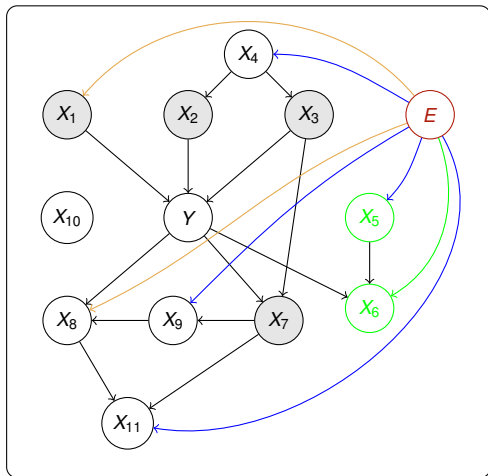 X₄
X₁ X₂ X₃ E
X₁₀ Y X₅
X₈ X₉ X₇ X₆
X₁₁